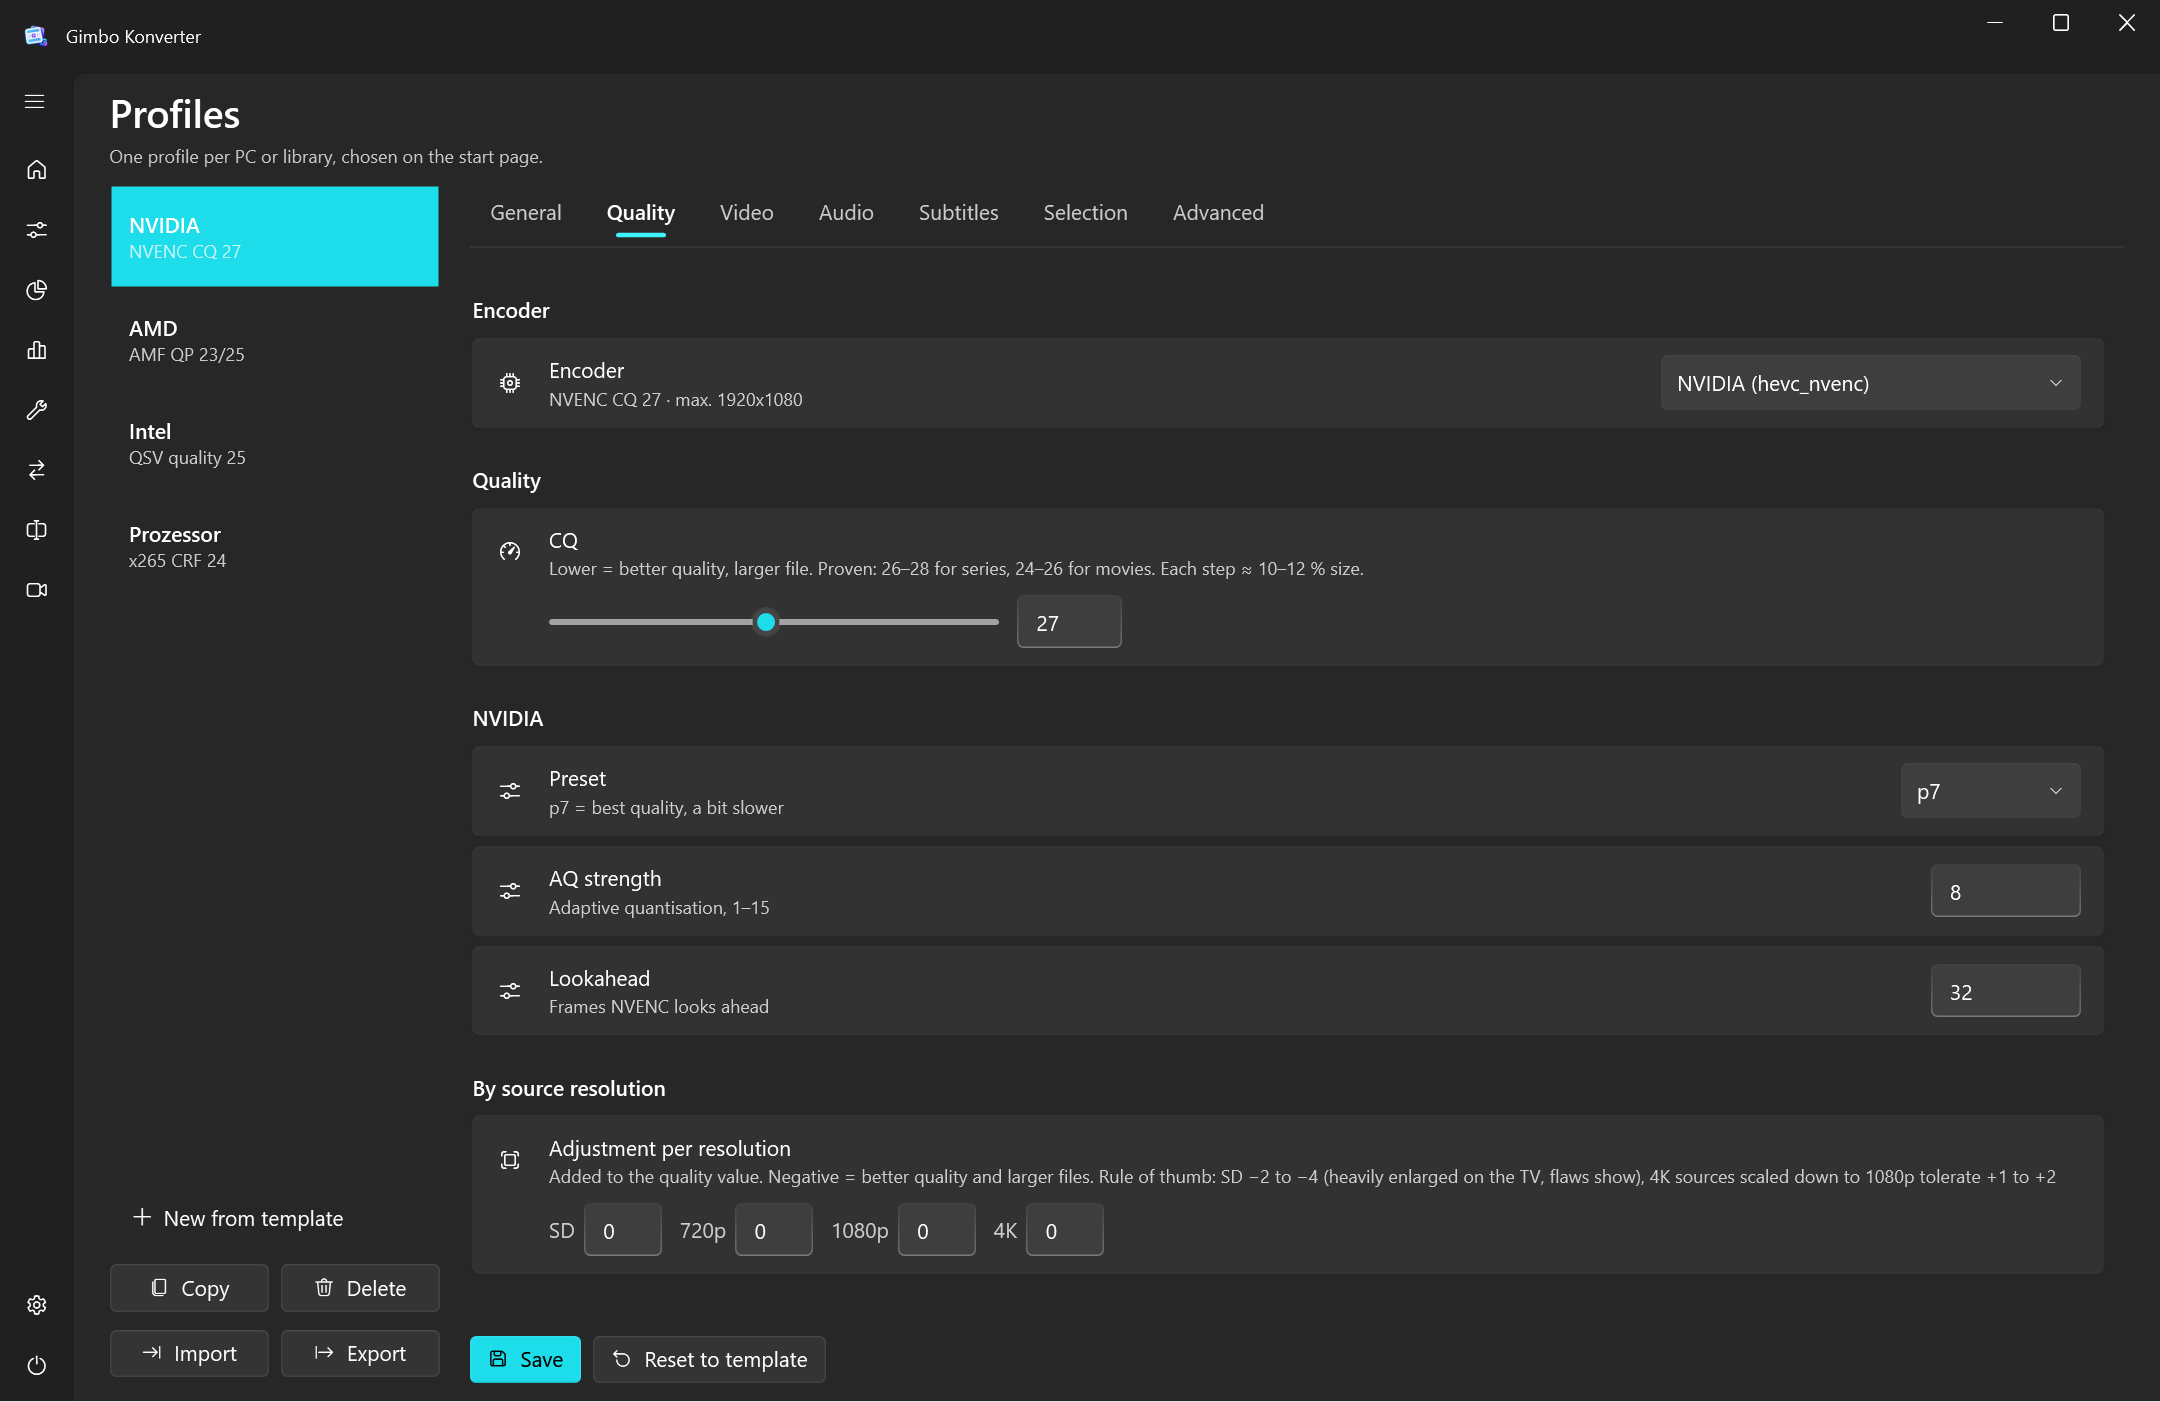 Gimbo Konverter
Profiles
One profile per PC or library, chosen on the start page.
NVIDIA
NVENC CQ 27
AMD
AMF QP 23/25
Intel
QSV quality 25
Prozessor
x265 CRF 24
New from template
Copy
Delete
Import
Export
General
Quality
Video
Audio
Subtitles
Selection
Advanced
Encoder
Encoder
NVENC CQ 27 · max. 1920x1080
NVIDIA (hevc_nvenc)
Quality
CQ
Lower = better quality, larger file. Proven: 26–28 for series, 24–26 for movies. Each step ≈ 10–12 % size.
27
NVIDIA
Preset
p7 = best quality, a bit slower
p7
AQ strength
Adaptive quantisation, 1–15
8
Lookahead
Frames NVENC looks ahead
32
By source resolution
Adjustment per resolution
Added to the quality value. Negative = better quality and larger files. Rule of thumb: SD −2 to −4 (heavily enlarged on the TV, flaws show), 4K sources scaled down to 1080p tolerate +1 to +2
SD 0 720p 0 1080p 0 4K 0
Save
Reset to template